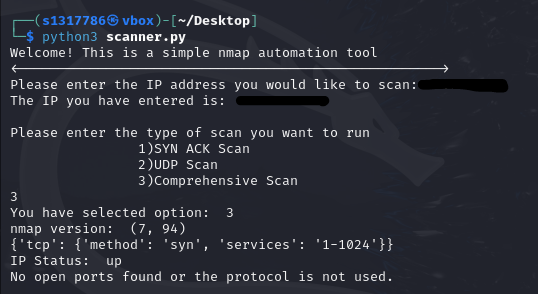 ┌──(s1317786㉿vbox)-[~/Desktop]
└─$ python3 scanner.py
Welcome! This is a simple nmap automation tool
<----------------------------------------------------->
Please enter the IP address you would like to scan:
The IP you have entered is:
Please enter the type of scan you want to run
1)SYN ACK Scan
2)UDP Scan
3)Comprehensive Scan
3
You have selected option:  3
nmap version:  (7, 94)
{'tcp': {'method': 'syn', 'services': '1-1024'}}
IP Status:  up
No open ports found or the protocol is not used.